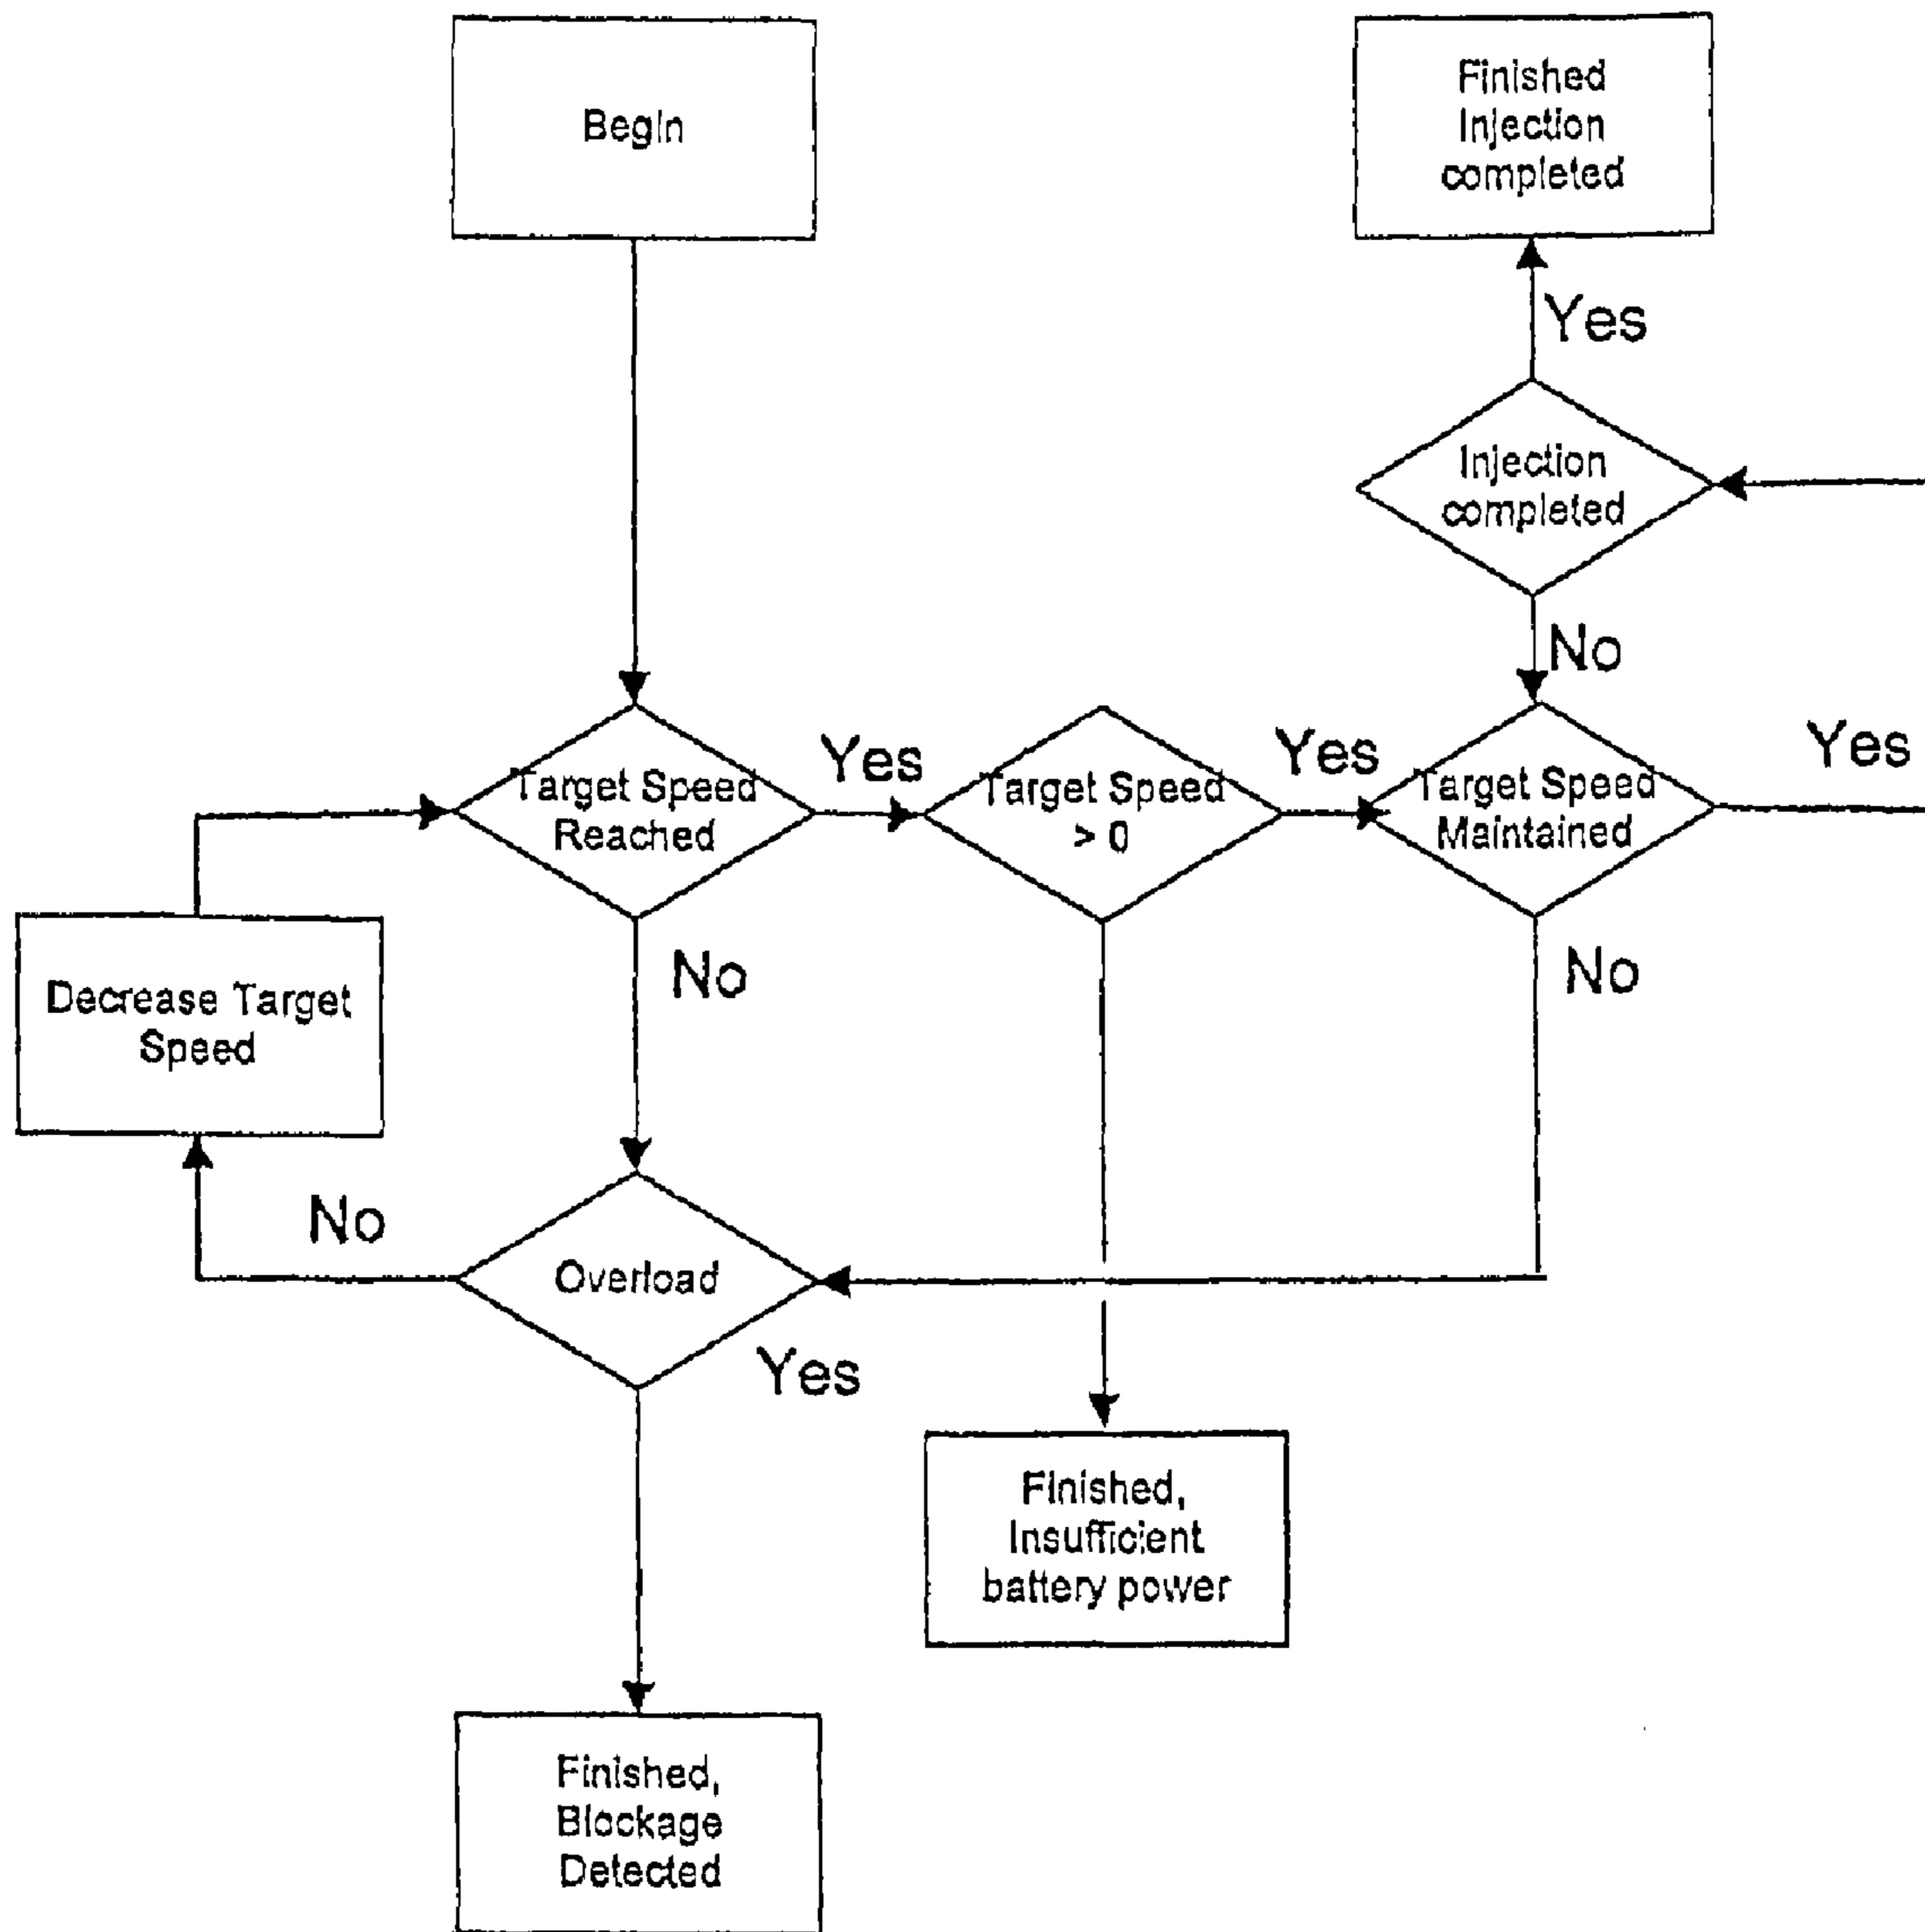 Begin
Finished
Injection
completed
Yes
Injection
completed
No
Target Speed
Reached
Yes
Target Speed
> 0
Yes
Target Speed
Maintained
Yes
No
No
Decrease Target
Speed
No
Overload
Yes
Finished,
Insufficient
battery power
Finished,
Blockage
Detected